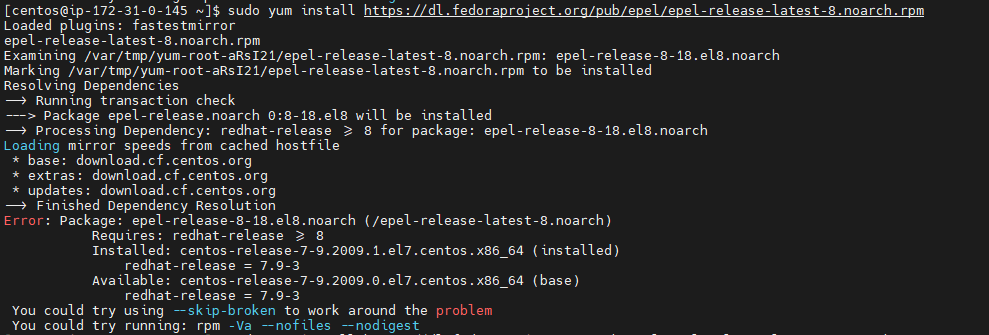 [centos@ip-172-31-0-145 ~]$ sudo yum install https://dl.fedoraproject.org/pub/epel/epel-release-latest-8.noarch.rpm
Loaded plugins: fastestmirror
epel-release-latest-8.noarch.rpm
Examining /var/tmp/yum-root-aRsI21/epel-release-latest-8.noarch.rpm: epel-release-8-18.el8.noarch
Marking /var/tmp/yum-root-aRsI21/epel-release-latest-8.noarch.rpm to be installed
Resolving Dependencies
--> Running transaction check
---> Package epel-release.noarch 0:8-18.el8 will be installed
--> Processing Dependency: redhat-release >= 8 for package: epel-release-8-18.el8.noarch
Loading mirror speeds from cached hostfile
 * base: download.cf.centos.org
 * extras: download.cf.centos.org
 * updates: download.cf.centos.org
--> Finished Dependency Resolution
Error: Package: epel-release-8-18.el8.noarch (/epel-release-latest-8.noarch)
           Requires: redhat-release >= 8
           Installed: centos-release-7-9.2009.1.el7.centos.x86_64 (installed)
               redhat-release = 7.9-3
           Available: centos-release-7-9.2009.0.el7.centos.x86_64 (base)
               redhat-release = 7.9-3
 You could try using --skip-broken to work around the problem
 You could try running: rpm -Va --nofiles --nodigest